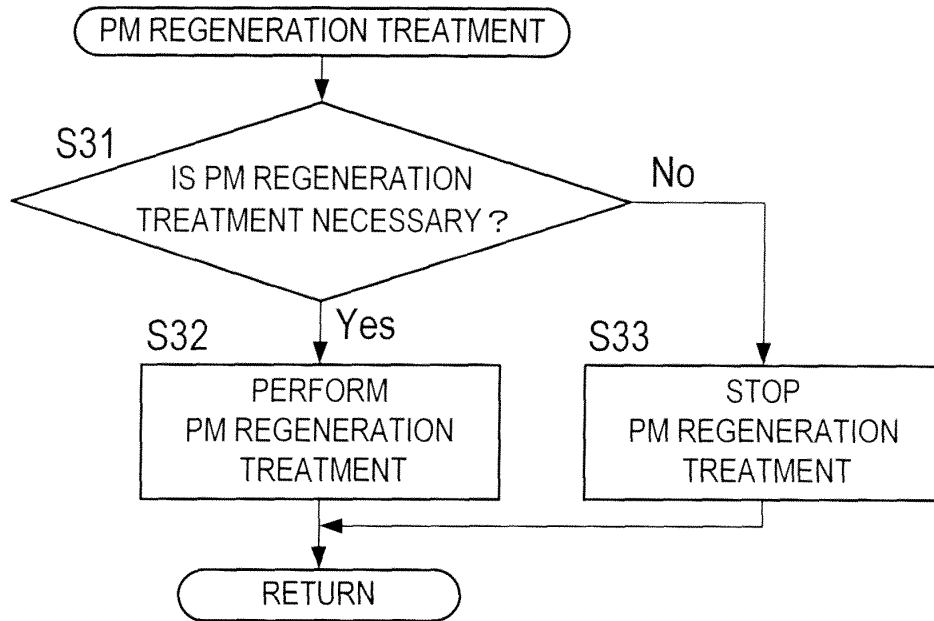 PM REGENERATION TREATMENT
S31
IS PM REGENERATION
TREATMENT NECESSARY ?
No
Yes
S32
PERFORM
PM REGENERATION
TREATMENT
S33
STOP
PM REGENERATION
TREATMENT
RETURN